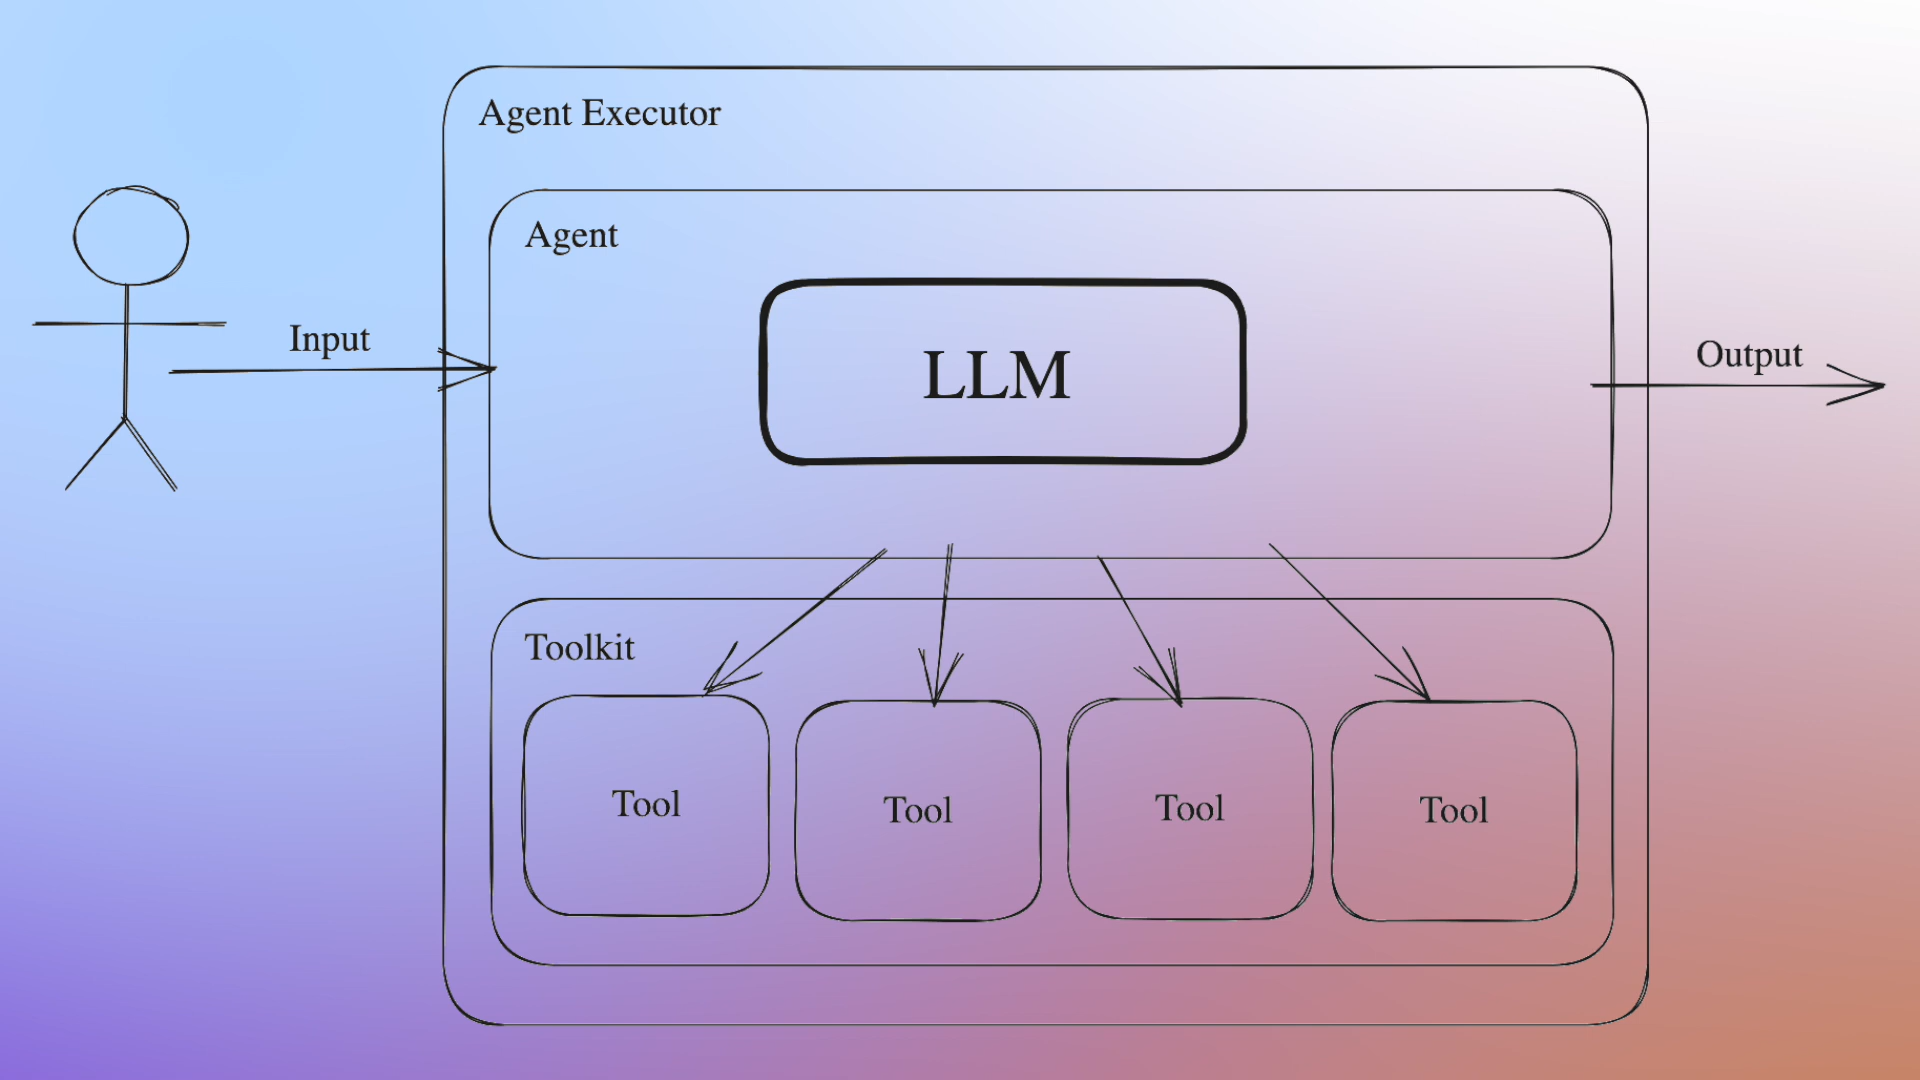 Agent Executor
Agent
Input
LLM
Output
Toolkit
Tool
Tool
Tool
Tool